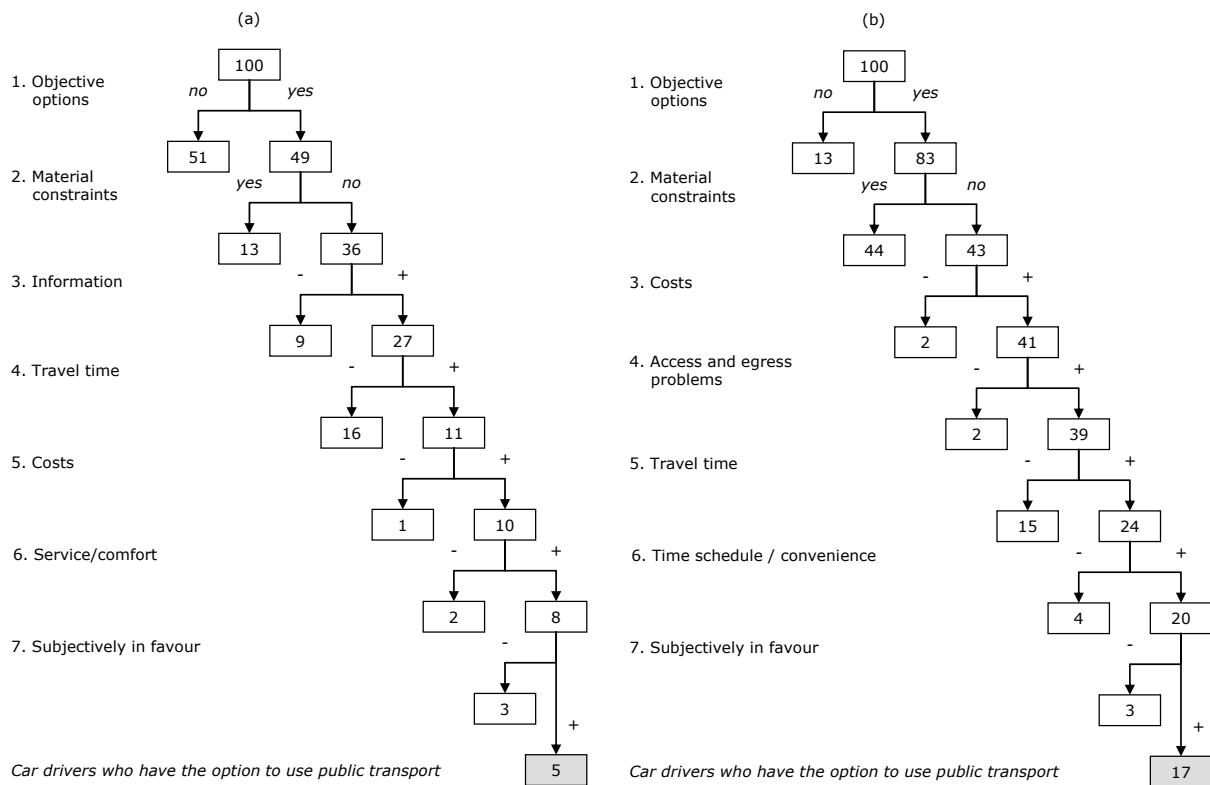 (a)
100
1. Objective
options
no
yes
51
49
2. Material
constraints
yes
no
13
36
3. Information
-
+
9
27
4. Travel time
-
+
16
11
5. Costs
-
+
1
10
6. Service/comfort
-
+
2
8
7. Subjectively in favour
-
3
+
Car drivers who have the option to use public transport
5
(b)
100
1. Objective
options
no
yes
13
83
2. Material
constraints
yes
no
44
43
3. Costs
-
+
2
41
4. Access and egress
problems
-
+
2
39
5. Travel time
-
+
15
24
6. Time schedule / convenience
-
+
4
20
7. Subjectively in favour
-
3
+
Car drivers who have the option to use public transport
17